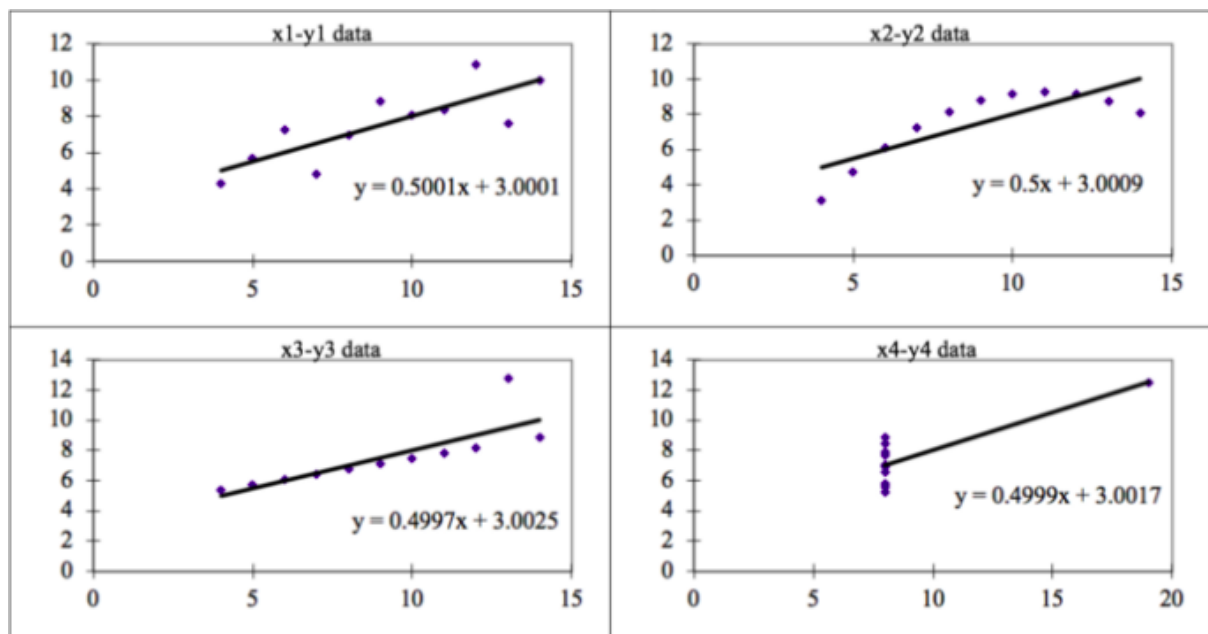 x1-y1 data
12
10
8
6
4
2
0
y = 0.5001x + 3.0001
0 5 10 15
x2-y2 data
12
10
8
6
4
2
0
y = 0.5x + 3.0009
0 5 10 15
x3-y3 data
14
12
10
8
6
4
2
0
y = 0.4997x + 3.0025
0 5 10 15
x4-y4 data
14
12
10
8
6
4
2
0
y = 0.4999x + 3.0017
0 5 10 15 20